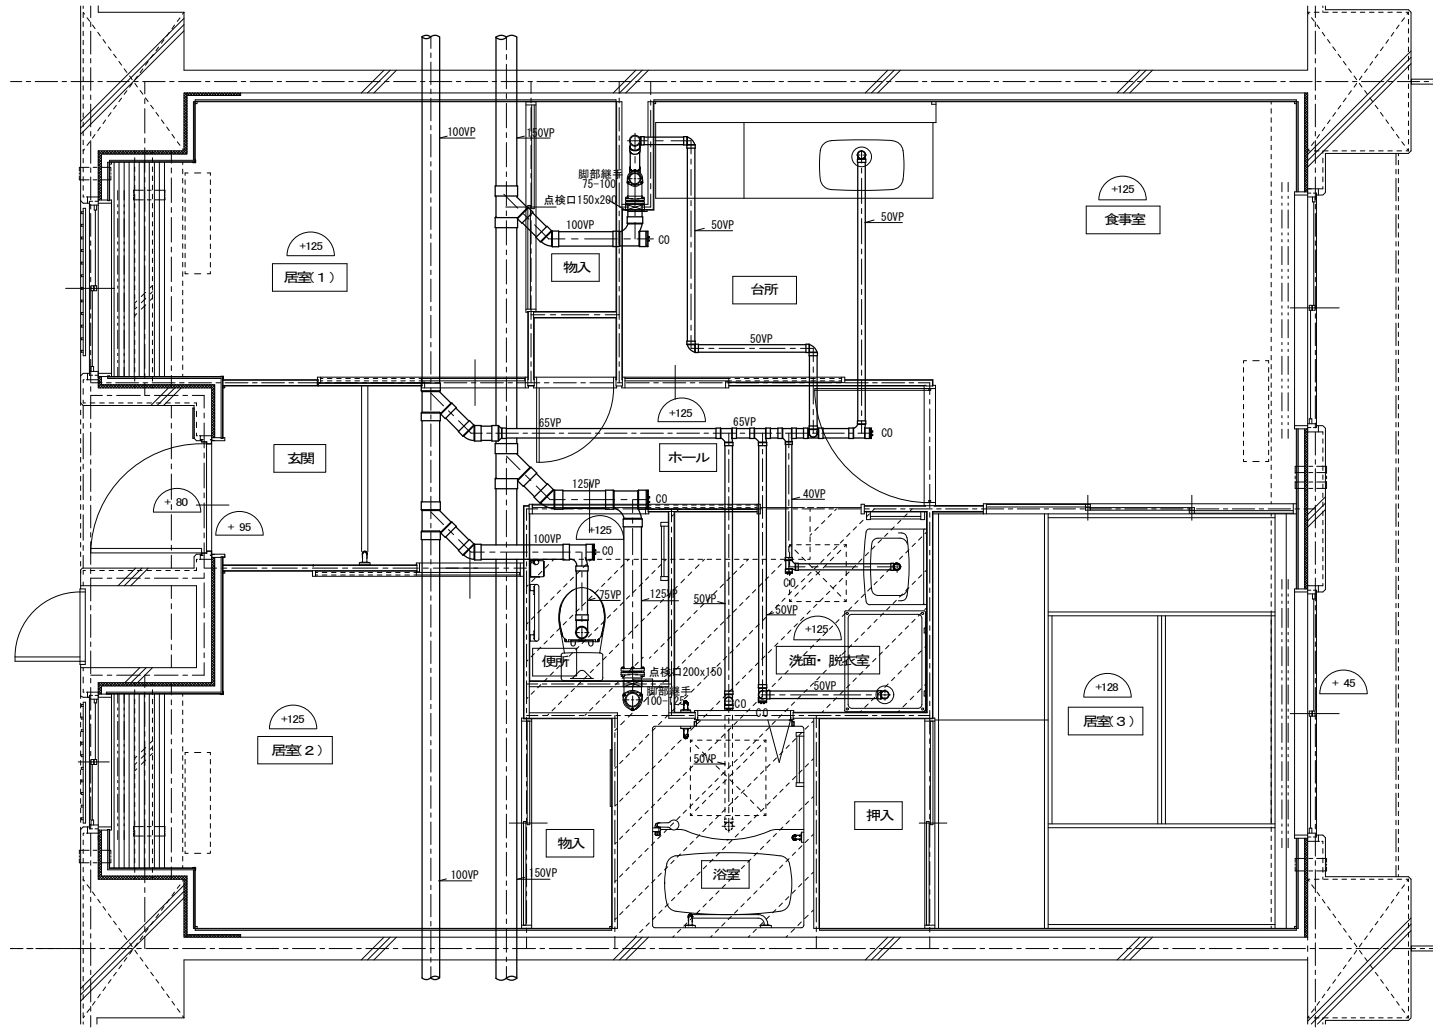 100VP
150VP
脚部継手
75-100
点検口150x200
100VP
CO
50VP
50VP
+125
食事室
+125
居室(1)
物入
台所
50VP
+125
65VP
65VP
CO
玄関
ホール
125VP
CO
40VP
+ 80
+ 95
+125
100VP
CO
CO
75VP
125VP
50VP
50VP
+125
便所
点検口200x150
洗面・脱衣室
脚部継手
100-125
50VP
CO
CO
+128
+ 45
+125
居室(2)
居室(3)
50VP
物入
押入
浴室
100VP
150VP